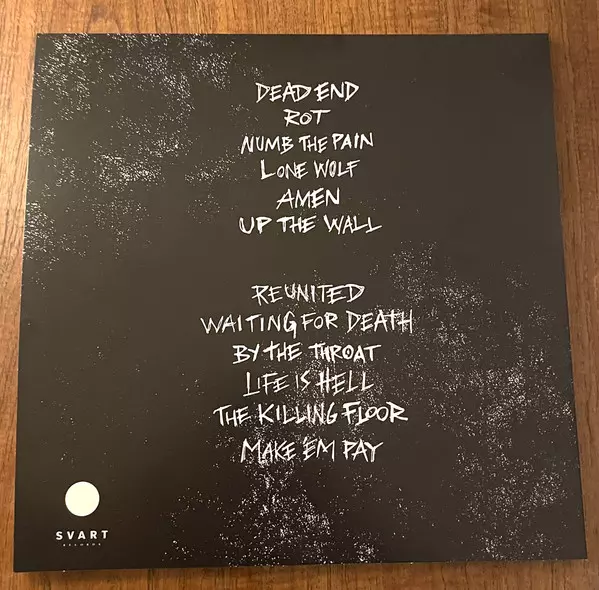 DEAD END
ROT
NUMB THE PAIN
LONE WOLF
AMEN
UP THE WALL
REUNITED
WAITING FOR DEATH
BY THE THROAT
LIFE IS HELL
THE KILLING FLOOR
MAKE 'EM PAY
SVART
RECORDS